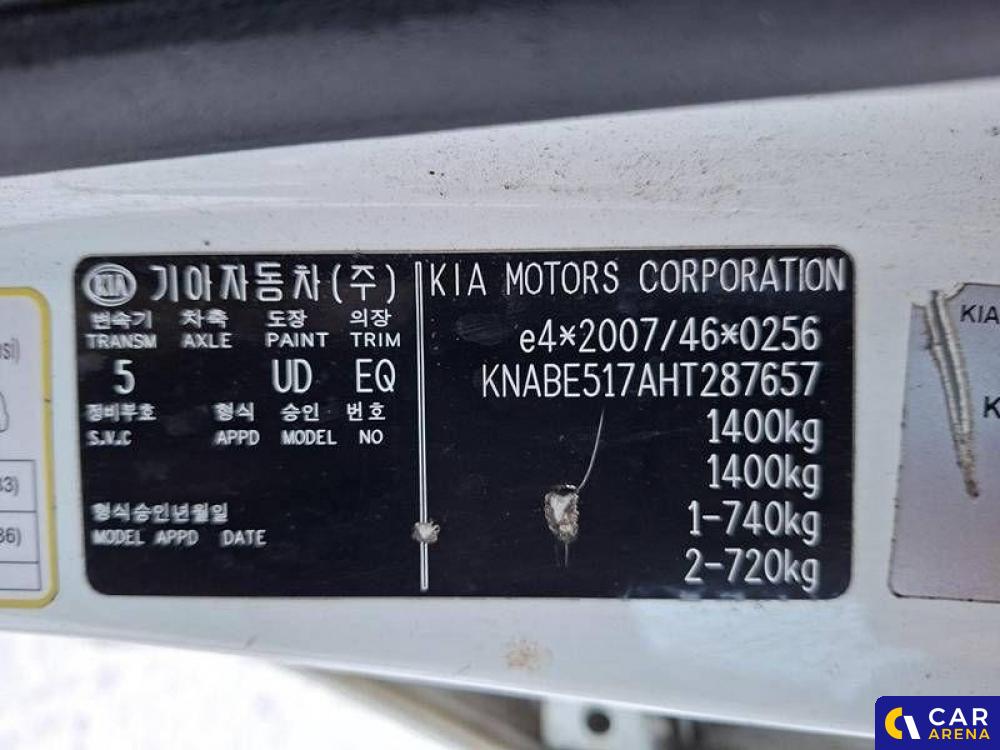 KIA 기아자동차(주)
변속기 차축 도장 의장
TRANSM AXLE PAINT TRIM
5 UD EQ
정비부호 형식 승인 번호
S.V.C APPD MODEL NO
형식승인년월일
MODEL APPD DATE
KIA MOTORS CORPORATION
e4*2007/46*0256
KNABE517AHT287657
1400kg
1400kg
1-740kg
2-720kg
KIA
K
CAR
ARENA